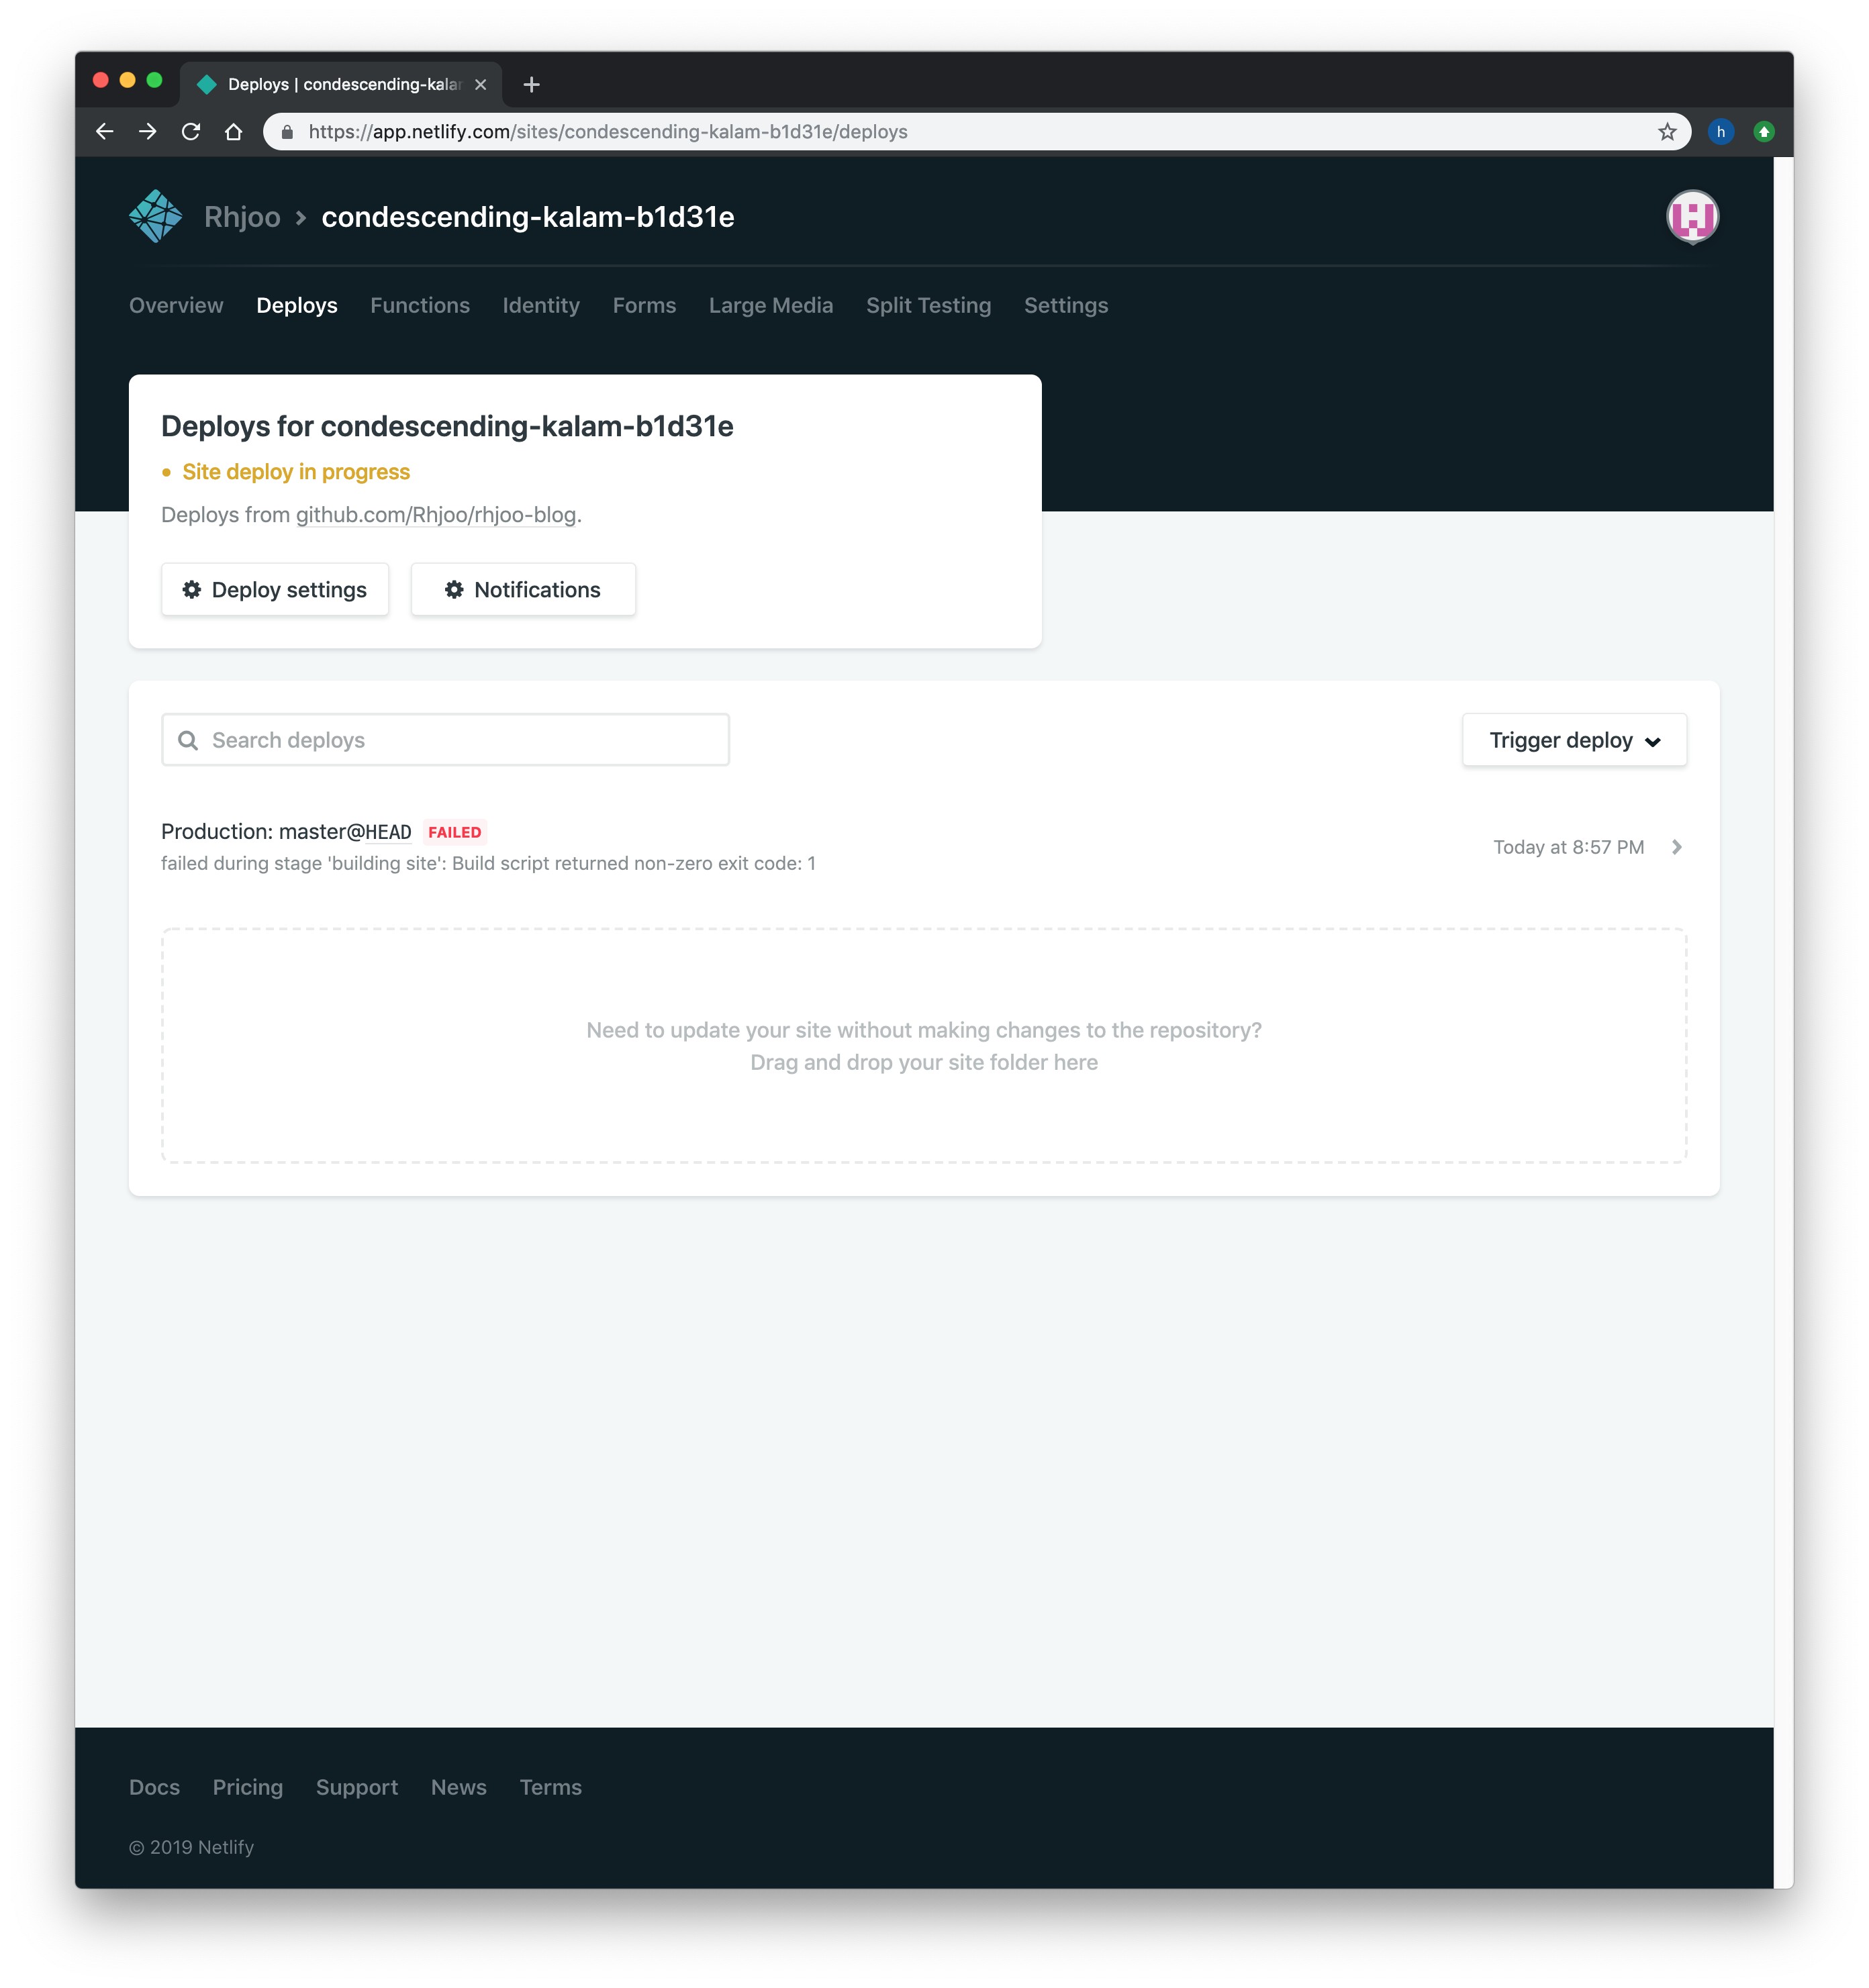 Deploys | condescending-kala
https://app.netlify.com/sites/condescending-kalam-b1d31e/deploys
h
Rhjoo > condescending-kalam-b1d31e
Overview Deploys Functions Identity Forms Large Media Split Testing Settings
Deploys for condescending-kalam-b1d31e
Site deploy in progress
Deploys from github.com/Rhjoo/rhjoo-blog.
Deploy settings Notifications
Search deploys
Trigger deploy
Production: master@HEAD FAILED
failed during stage 'building site': Build script returned non-zero exit code: 1
Today at 8:57 PM
Need to update your site without making changes to the repository?
Drag and drop your site folder here
Docs Pricing Support News Terms
© 2019 Netlify